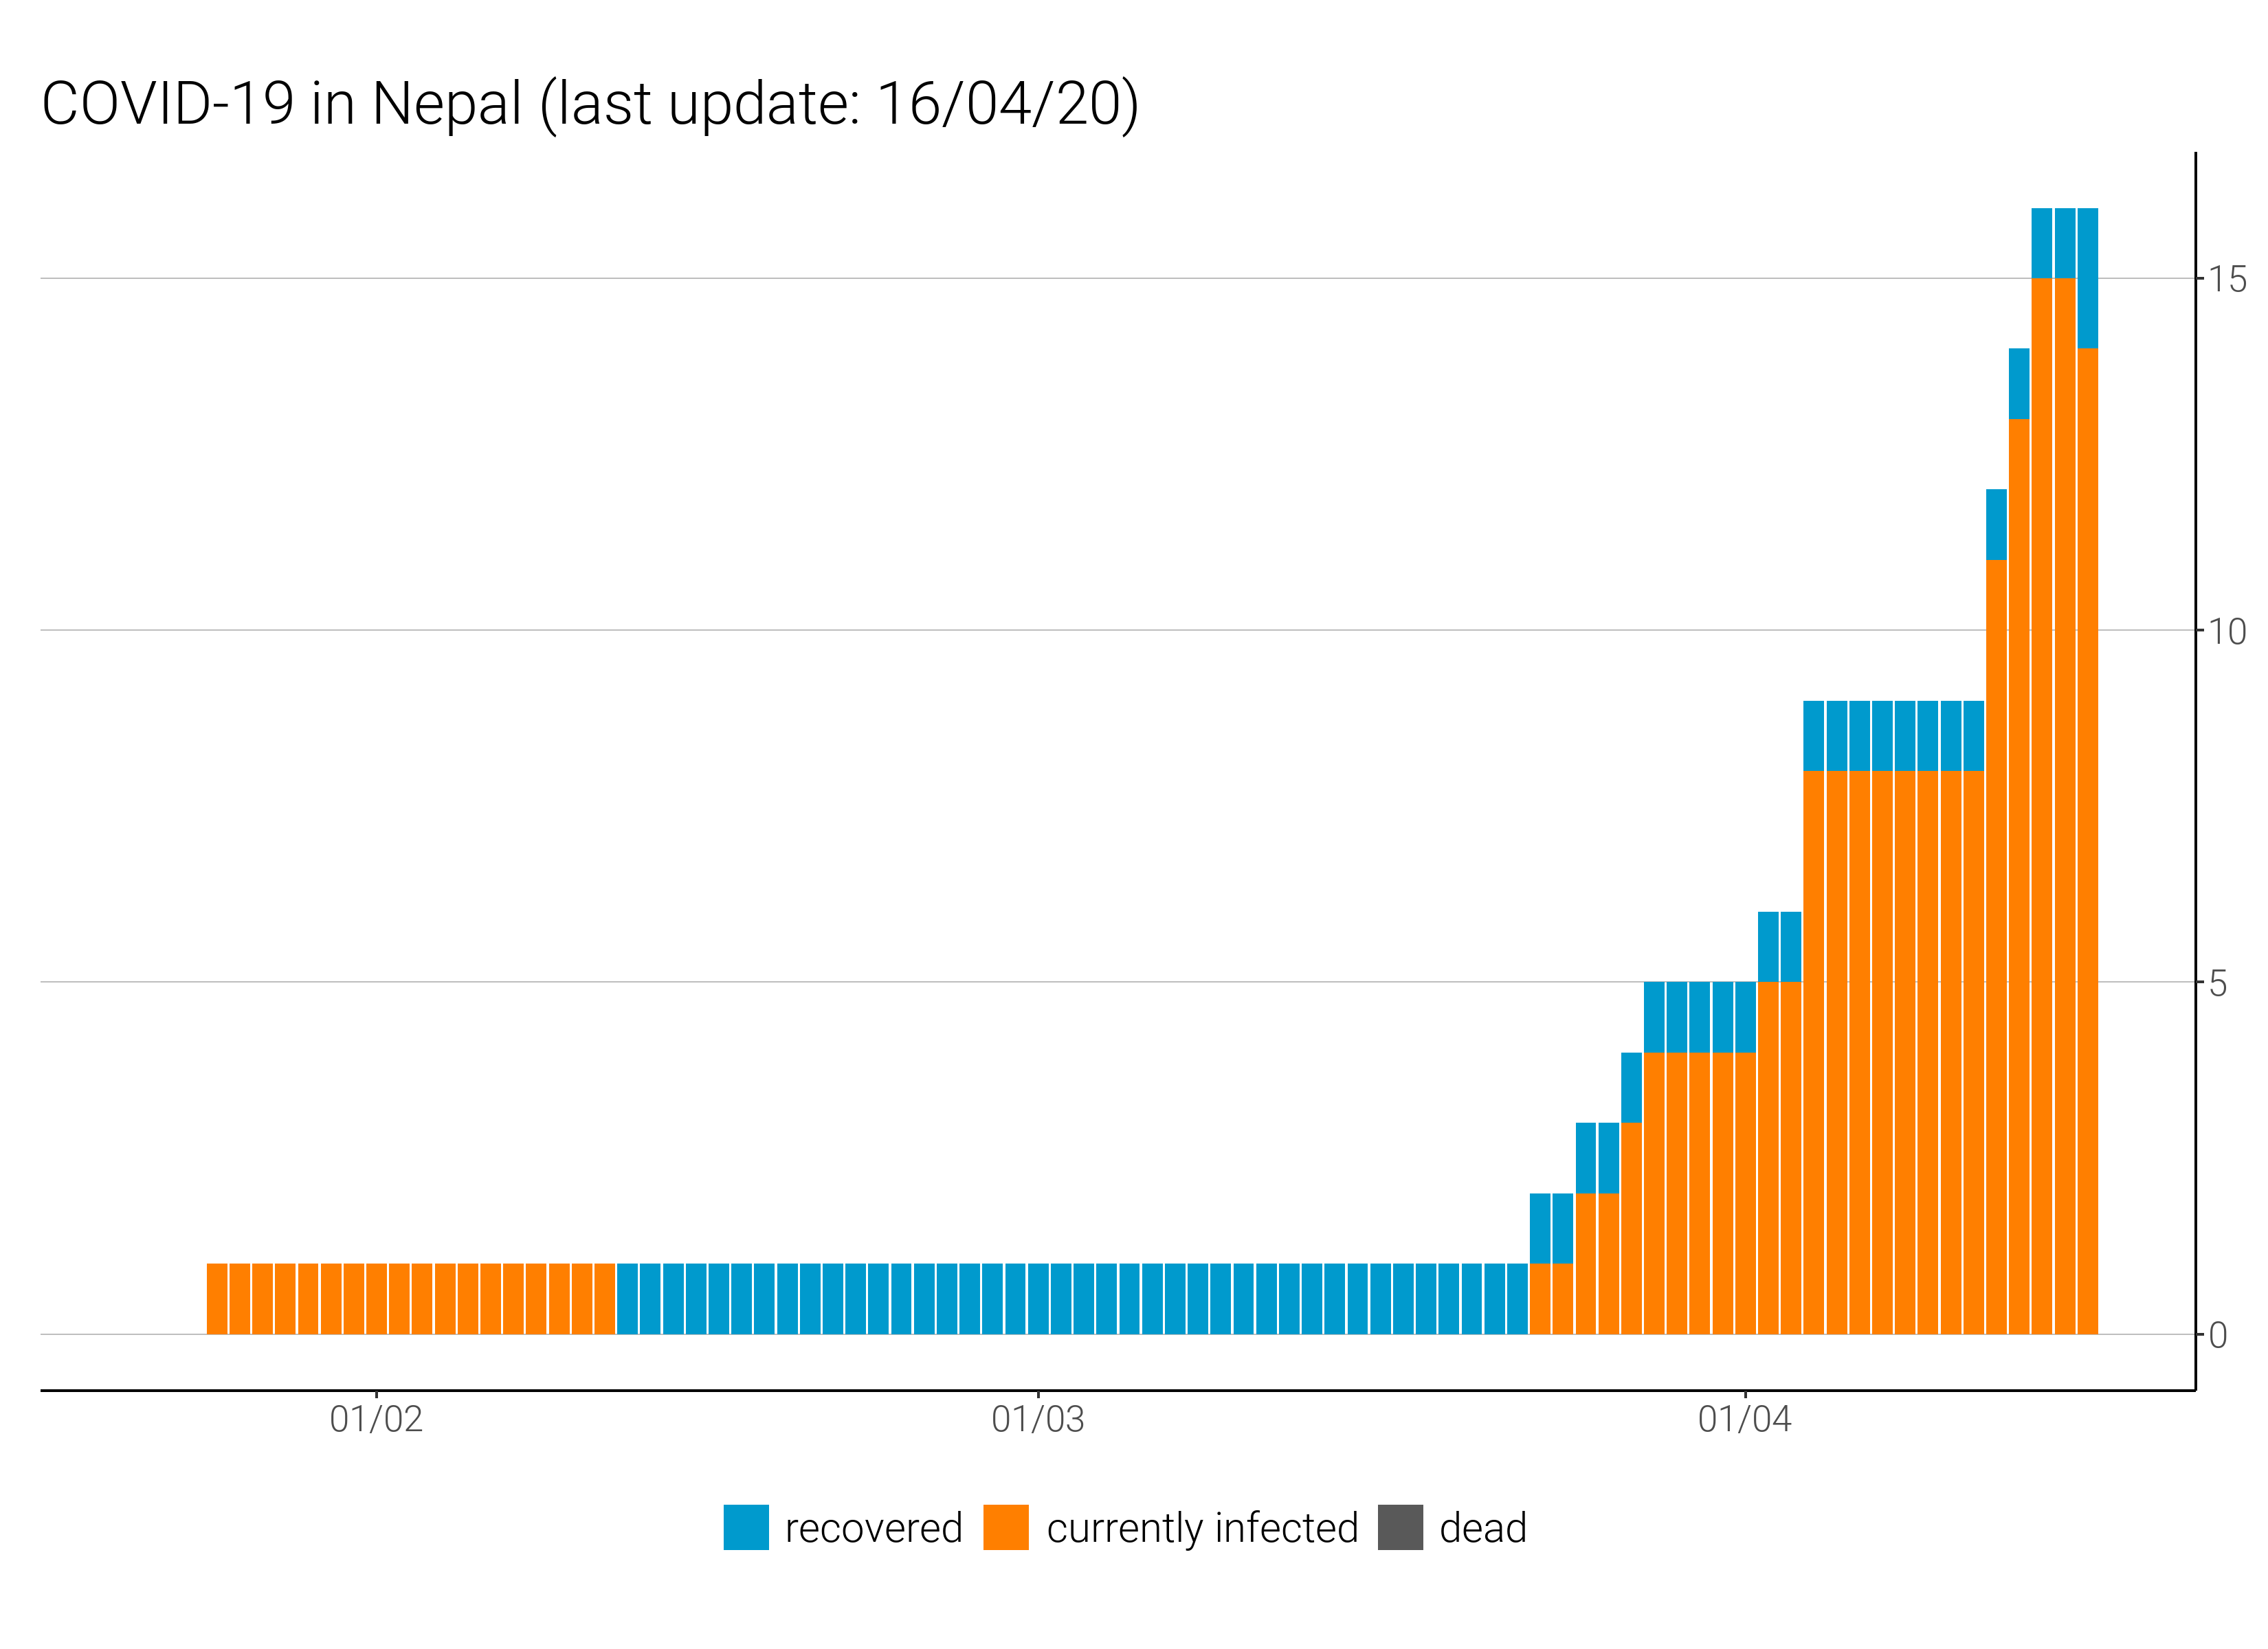 COVID-19 in Nepal (last update: 16/04/20)
15
10
5
0
01/02 01/03 01/04
recovered currently infected dead